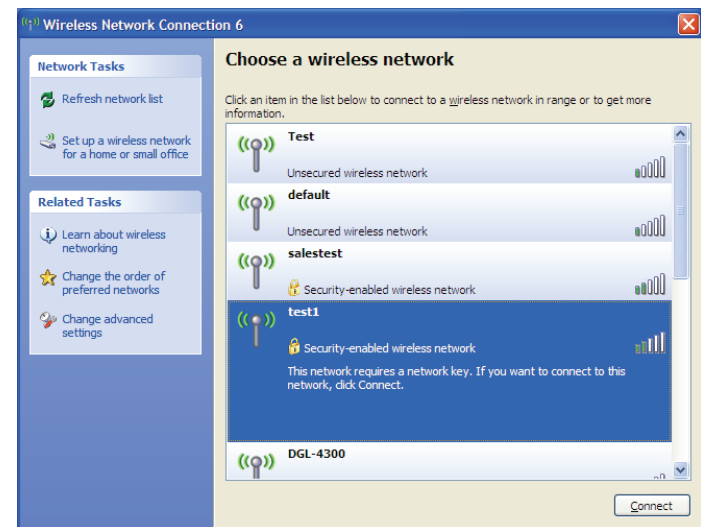 Wireless Network Connection 6
Network Tasks
Refresh network list
Set up a wireless network
for a home or small office
Related Tasks
Learn about wireless
networking
Change the order of
preferred networks
Change advanced
settings
Choose a wireless network
Click an item in the list below to connect to a wireless network in range or to get more
information.
Test
Unsecured wireless network
default
Unsecured wireless network
salestest
Security-enabled wireless network
test1
Security-enabled wireless network
This network requires a network key. If you want to connect to this
network, click Connect.
DGL-4300
Connect